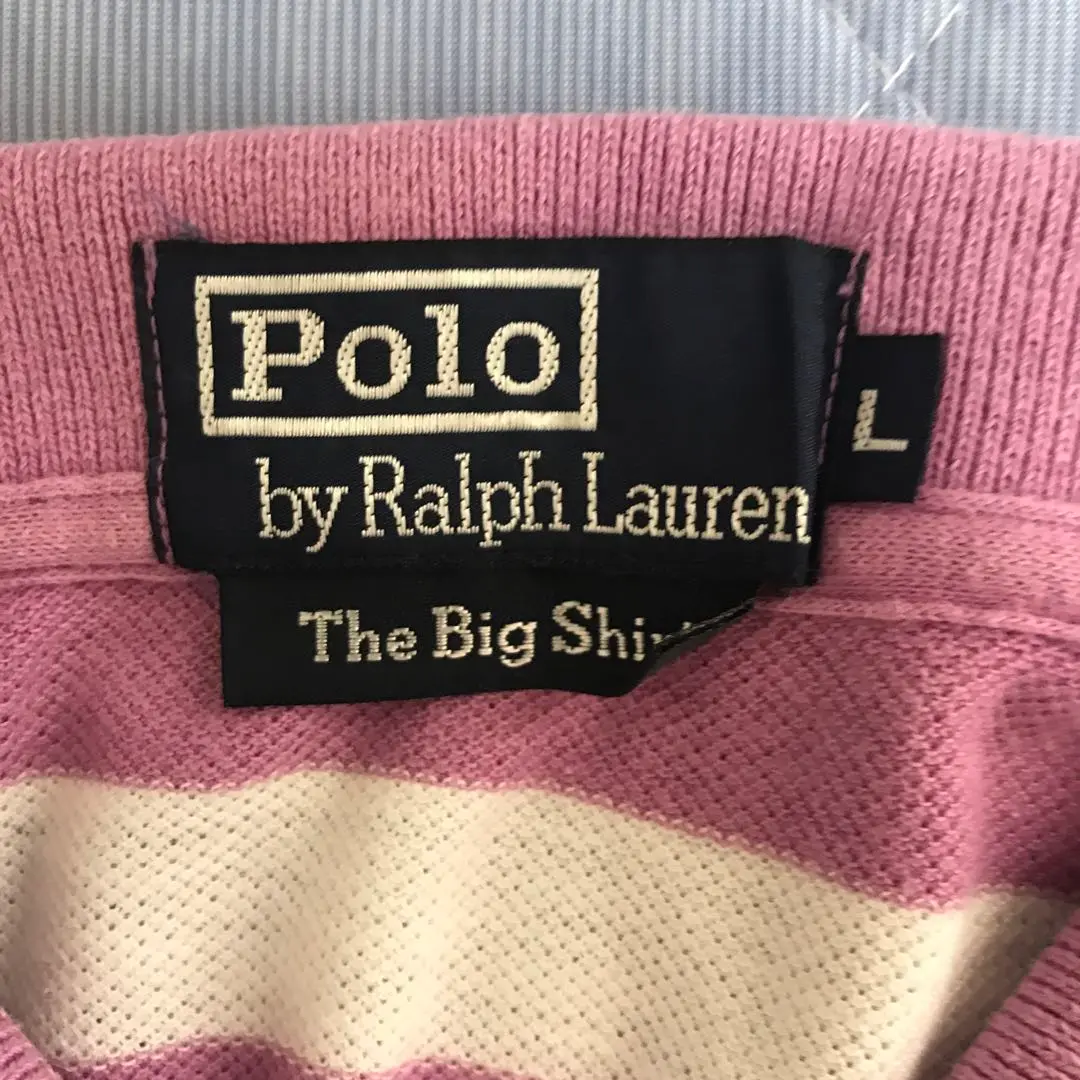 Polo
by Ralph Lauren
L
The Big